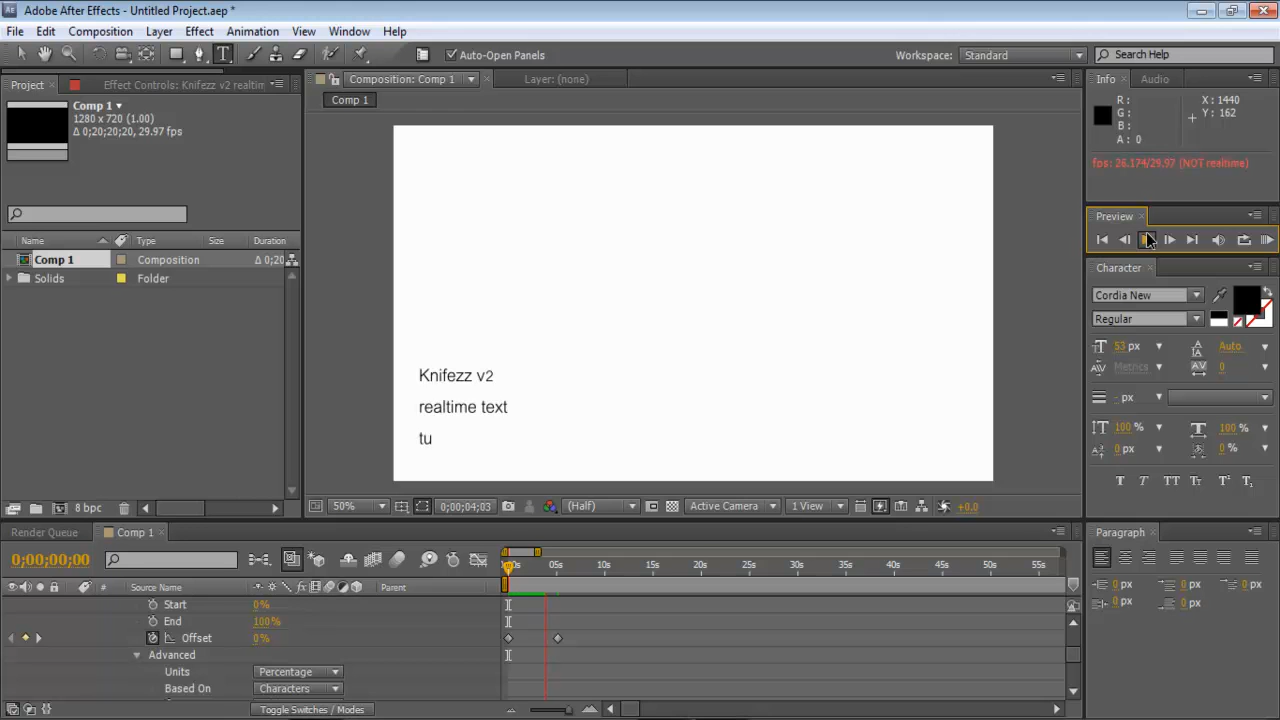 Adobe After Effects - Untitled Project.aep *
File Edit Composition Layer Effect Animation View Window Help
Auto-Open Panels
Workspace: Standard
Search Help
Project
Effect Controls: Knifezz v2 realtim
Composition: Comp 1
Layer: (none)
Info
Audio
Comp 1
1280 x 720 (1.00)
Δ 0;20;20;20, 29.97 fps
Comp 1
R :
G :
B :
A : 0
X : 1440
Y : 162
fps: 26.174/29.97 (NOT realtime)
Preview
Name Type Size Duration
Comp 1 Composition Δ 0;20
Solids Folder
Character
Cordia New
Regular
53 px
Auto
Metrics
0
- px
100 %
100 %
0 px
0 %
T T TT Tt T¹ T₁
Knifezz v2
realtime text
tu
8 bpc
50%
0;00;04;03
(Half)
Active Camera
1 View
+0.0
Render Queue
Comp 1
Paragraph
0;00;00;00
05s 10s 15s 20s 25s 30s 35s 40s 45s 50s 55s
# Source Name Parent
0 px 0 px 0 px
0 px 0 px
Start 0%
End 100%
Offset 0%
Advanced
Units Percentage
Based On Characters
Toggle Switches / Modes